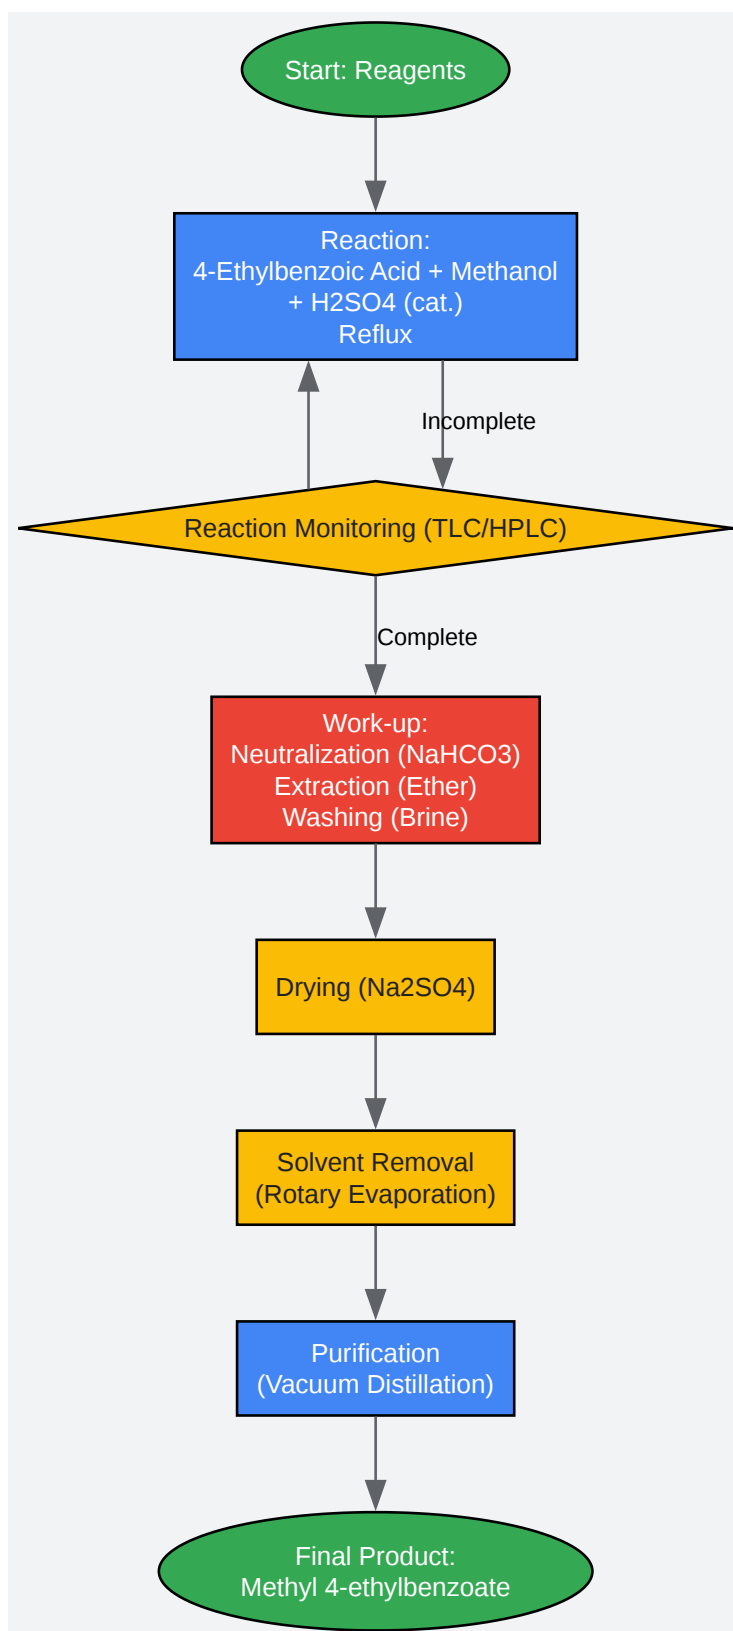 Start: Reagents
Reaction:
4-Ethylbenzoic Acid + Methanol
+ H2SO4 (cat.)
Reflux
Incomplete
Reaction Monitoring (TLC/HPLC)
Complete
Work-up:
Neutralization (NaHCO3)
Extraction (Ether)
Washing (Brine)
Drying (Na2SO4)
Solvent Removal
(Rotary Evaporation)
Purification
(Vacuum Distillation)
Final Product:
Methyl 4-ethylbenzoate